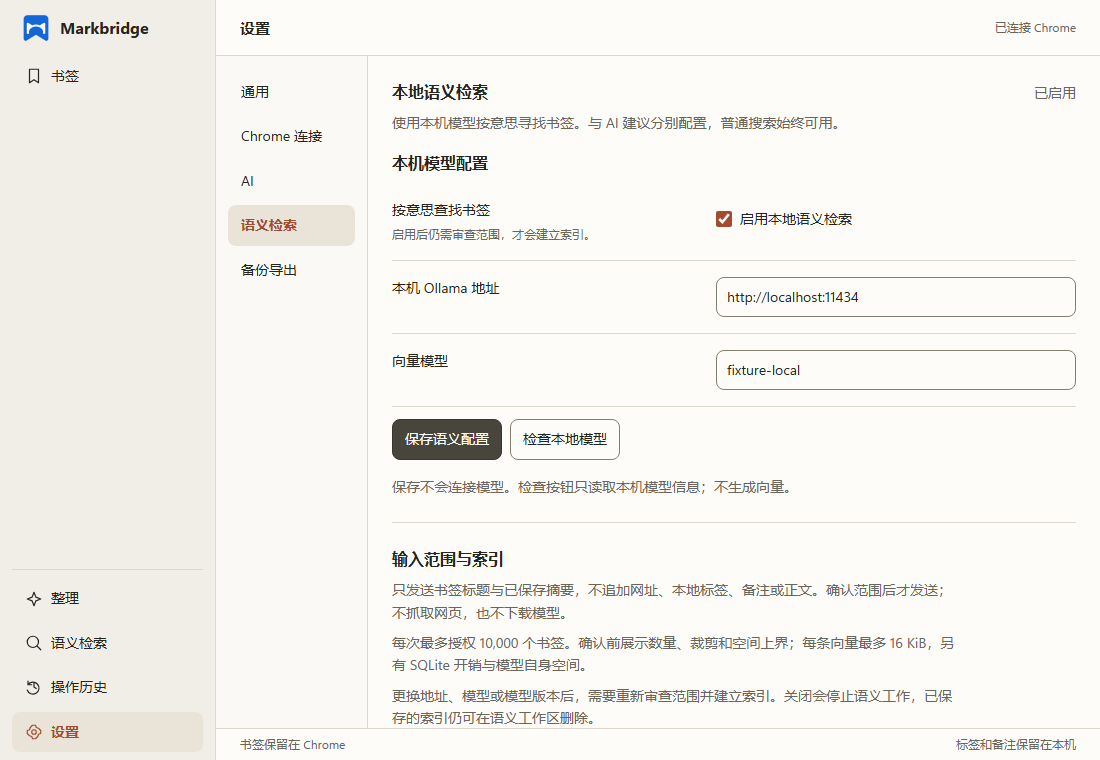 Markbridge
书签
整理
语义检索
操作历史
设置
设置
已连接 Chrome
通用
Chrome 连接
AI
语义检索
备份导出
本地语义检索
已启用
使用本机模型按意思寻找书签。与 AI 建议分别配置，普通搜索始终可用。
本机模型配置
按意思查找书签
启用后仍需审查范围，才会建立索引。
启用本地语义检索
本机 Ollama 地址
http://localhost:11434
向量模型
fixture-local
保存语义配置
检查本地模型
保存不会连接模型。检查按钮只读取本机模型信息；不生成向量。
输入范围与索引
只发送书签标题与已保存摘要，不追加网址、本地标签、备注或正文。确认范围后才发送；
不抓取网页，也不下载模型。
每次最多授权 10,000 个书签。确认前展示数量、裁剪和空间上界；每条向量最多 16 KiB，另
有 SQLite 开销与模型自身空间。
更换地址、模型或模型版本后，需要重新审查范围并建立索引。关闭会停止语义工作，已保
存的索引仍可在语义工作区删除。
书签保留在 Chrome
标签和备注保留在本机